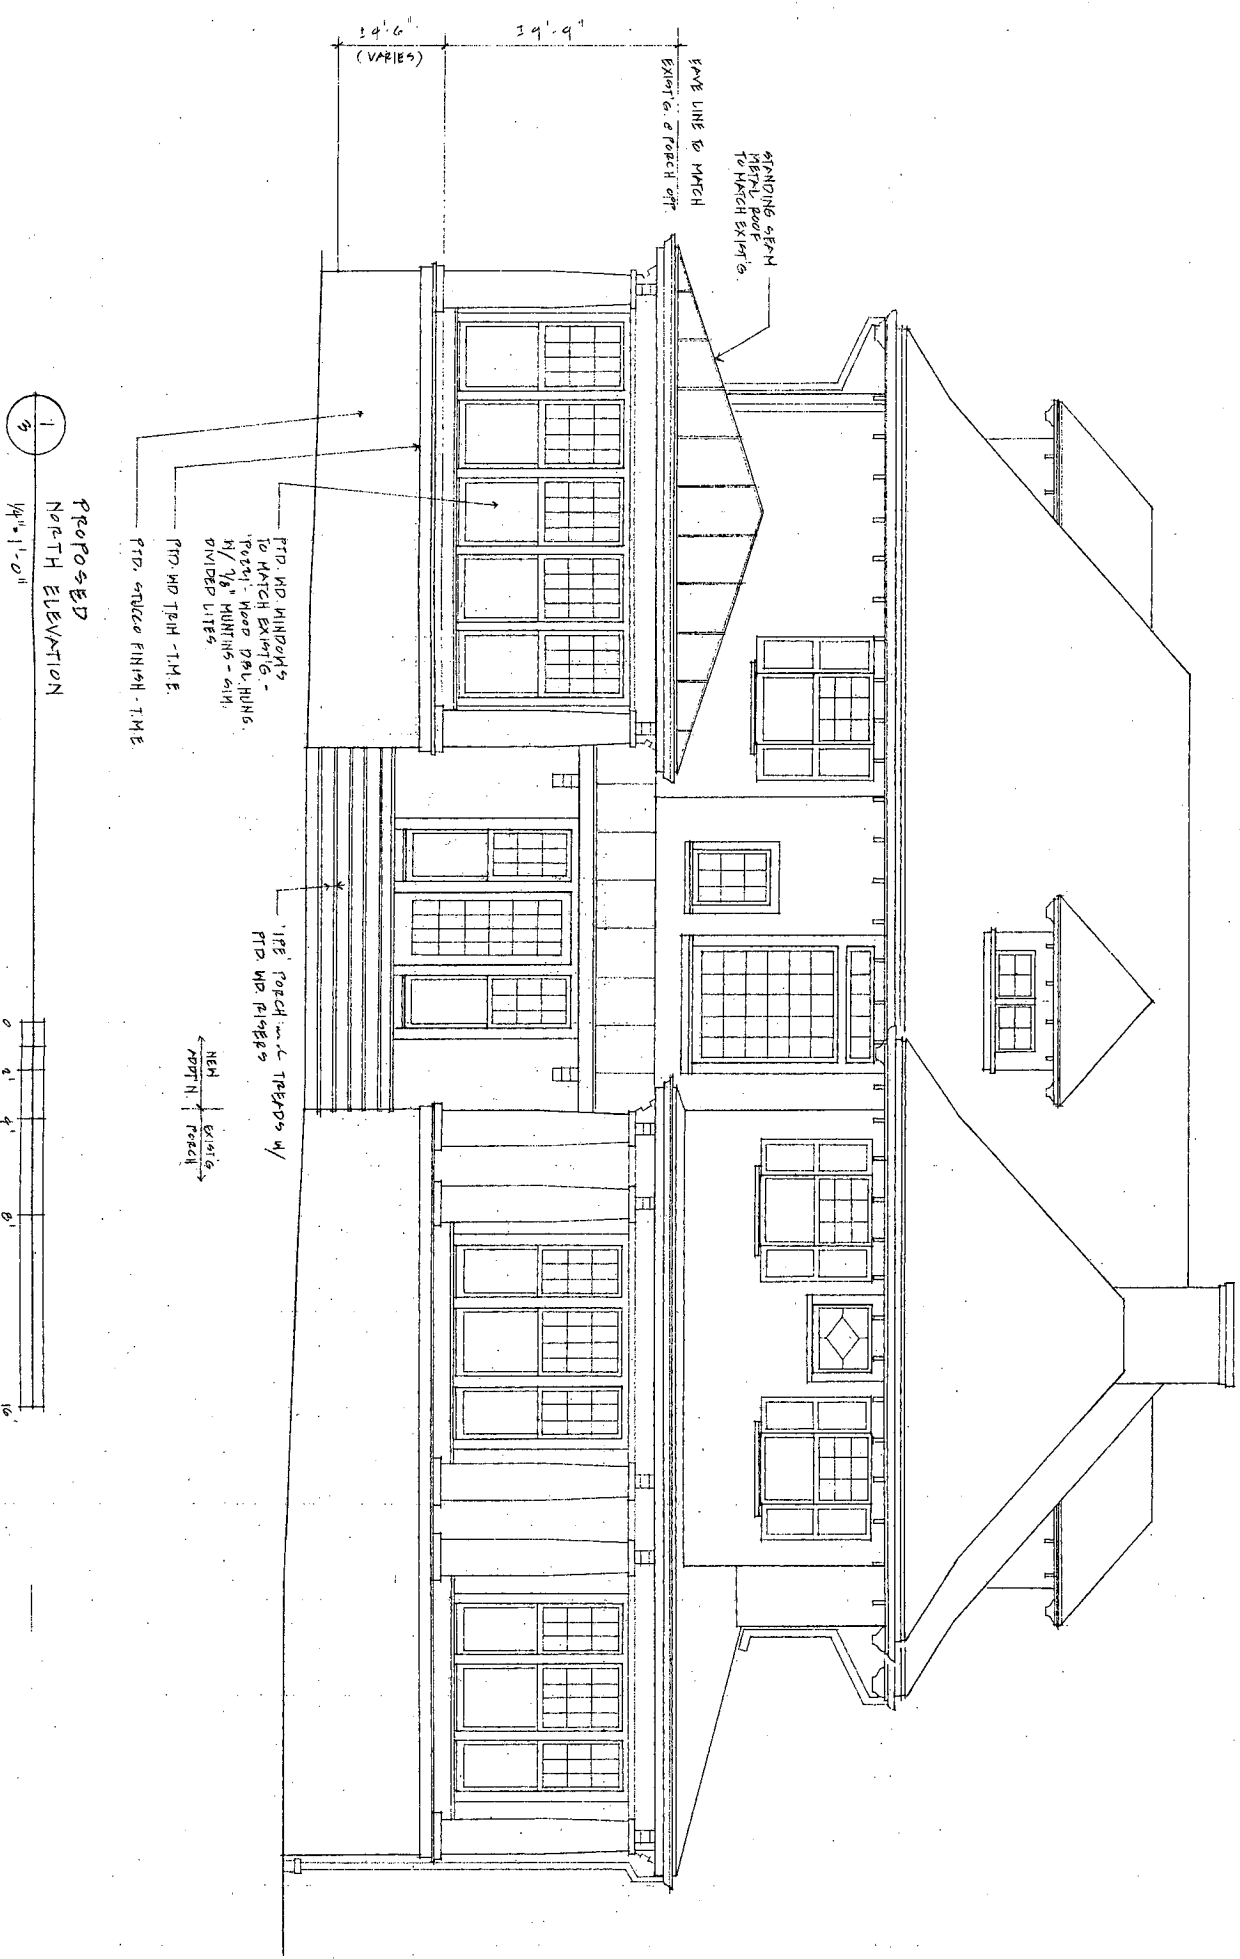 ±4'-6"
(VARIES)
±9'-9"
EAVE LINE TO MATCH
EXIST'G. @ PORCH OPP.
STANDING SEAM
METAL ROOF
TO MATCH EXIST'G.
PTD. WD. WINDOWS
TO MATCH EXIST'G. -
'POZZI'- WOOD DBL. HUNG.
W/ 7/8" MUNTINS - SIM.
DIVIDED LITES
PTD. WD TRIM - T.M.E.
PTD. STUCCO FINISH - T.M.E.
'IPE' PORCH TREADS W/
PTD. WD. RISERS
NEW
ADDT'N.
EXIST'G
PORCH
1
PROPOSED
NORTH ELEVATION
1/4"=1'-0"
0 2' 4' 8' 16'